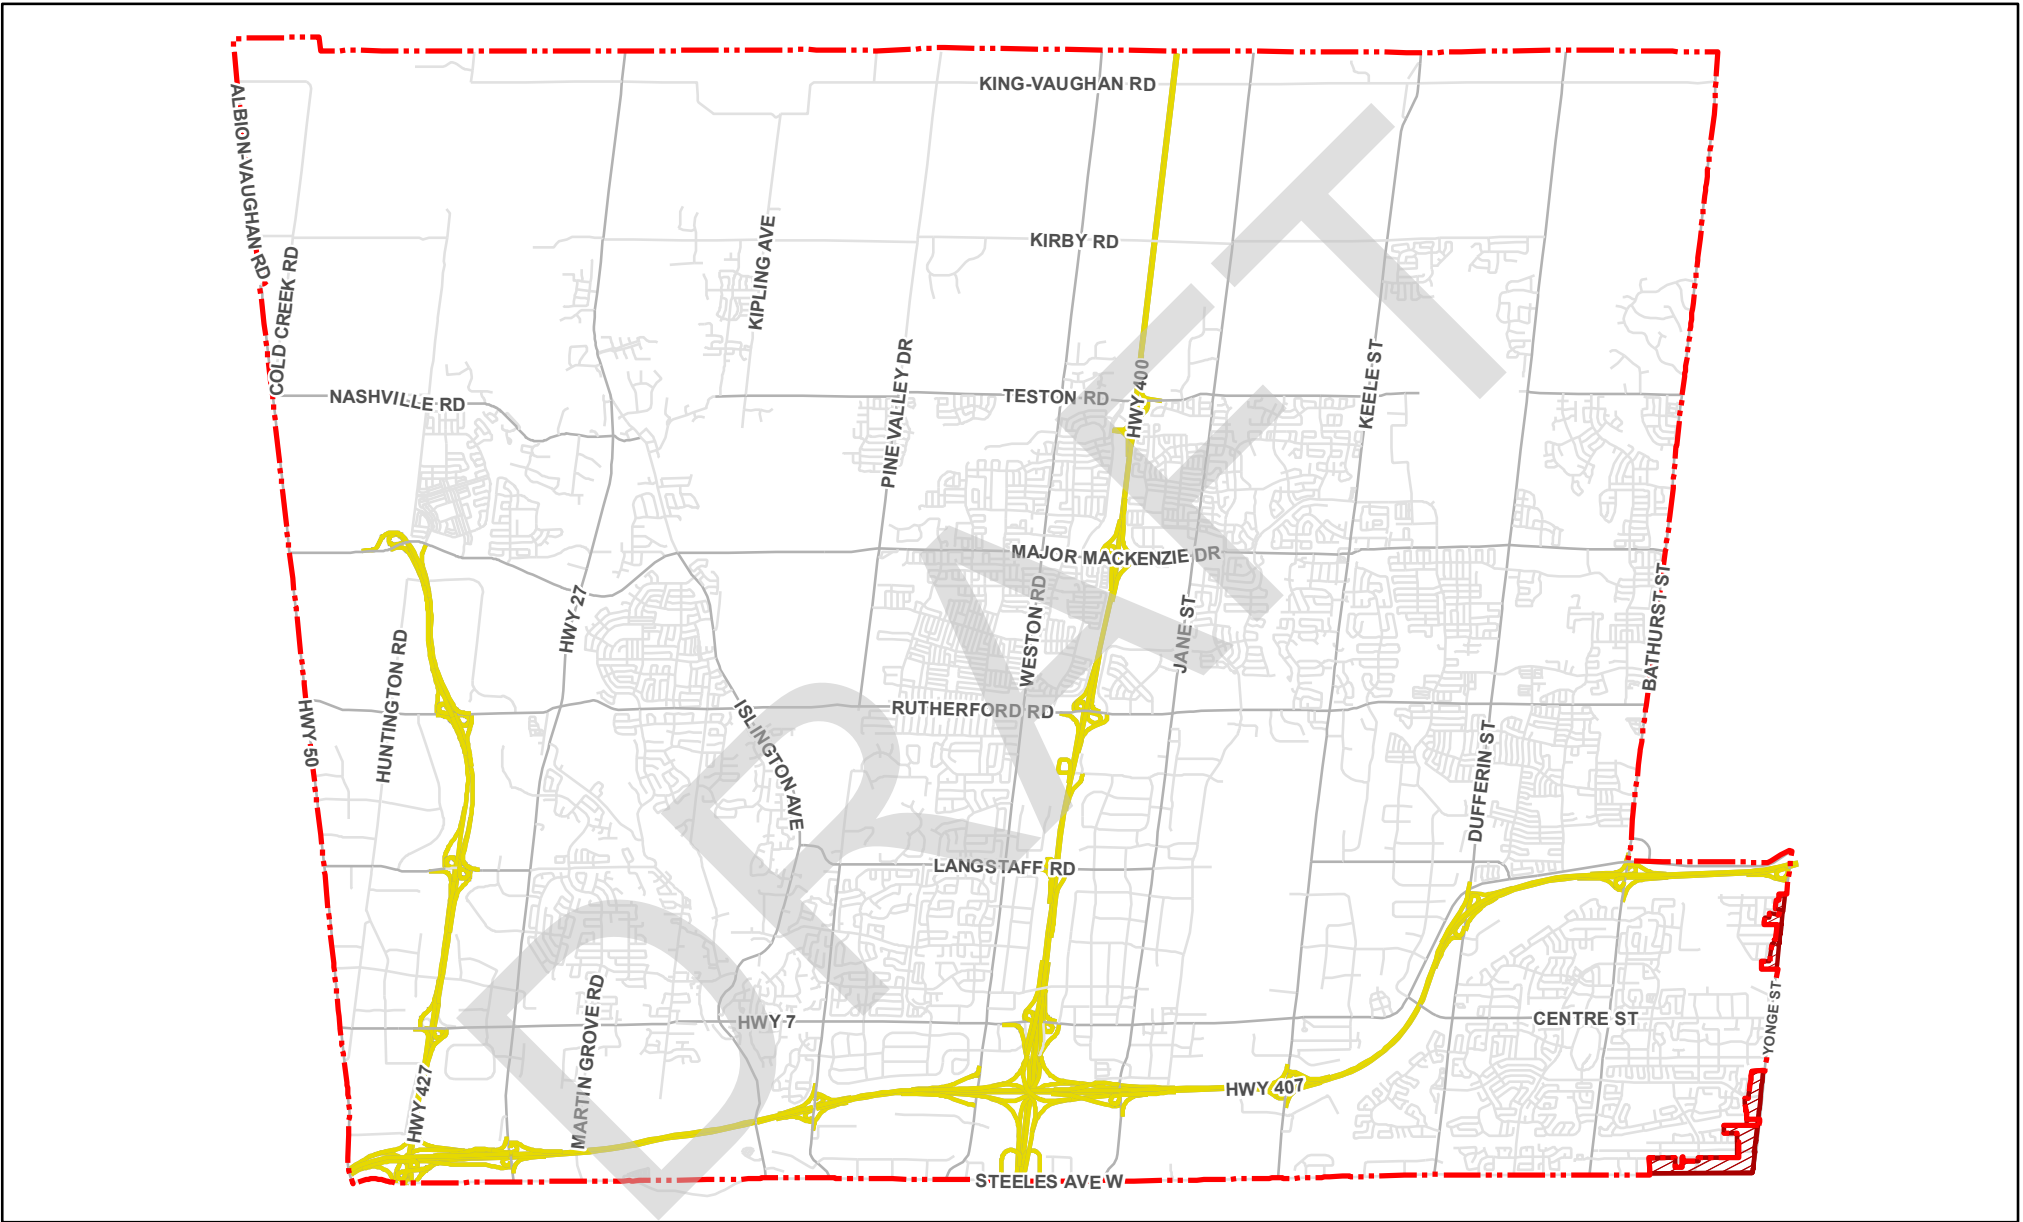 KING-VAUGHAN RD
ALBION-VAUGHAN RD
KIPLING AVE
KIRBY RD
COLD CREEK RD
PINE VALLEY DR
KEELE ST
HWY 400
NASHVILLE RD
TESTON RD
MAJOR MACKENZIE DR
HWY 27
WESTON RD
JANE ST
BATHURST ST
HUNTINGTON RD
HWY 50
ISLINGTON AVE
RUTHERFORD RD
DUFFERIN ST
LANGSTAFF RD
MARTIN GROVE RD
HWY 7
CENTRE ST
YONGE ST
HWY 427
HWY 407
STEELES AVE W
DRAFT